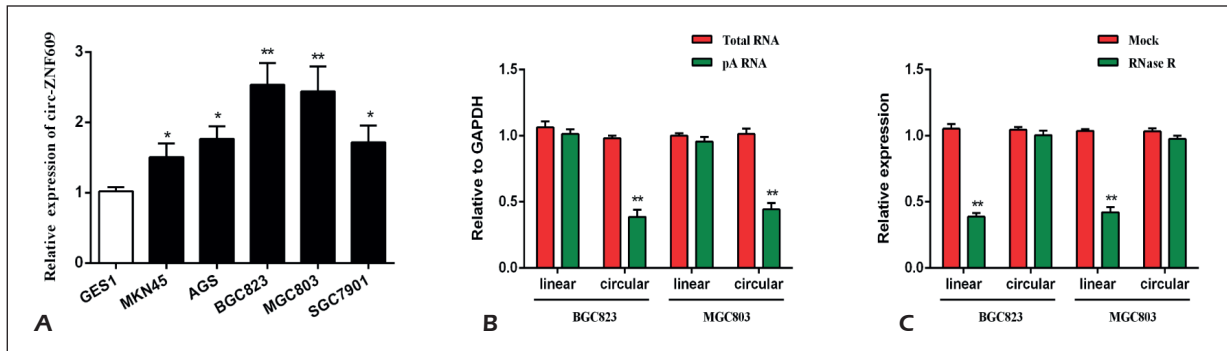 Relative expression of circ-ZNF609
3
2
1
0
*
*
**
**
*
GES1
MKN45
AGS
BGC823
MGC803
SGC7901
A
Total RNA
pA RNA
Relative to GAPDH
1.5
1.0
0.5
0.0
**
**
linear circular linear circular
BGC823 MGC803
B
Mock
RNase R
Relative expression
1.5
1.0
0.5
0.0
**
**
linear circular linear circular
BGC823 MGC803
C